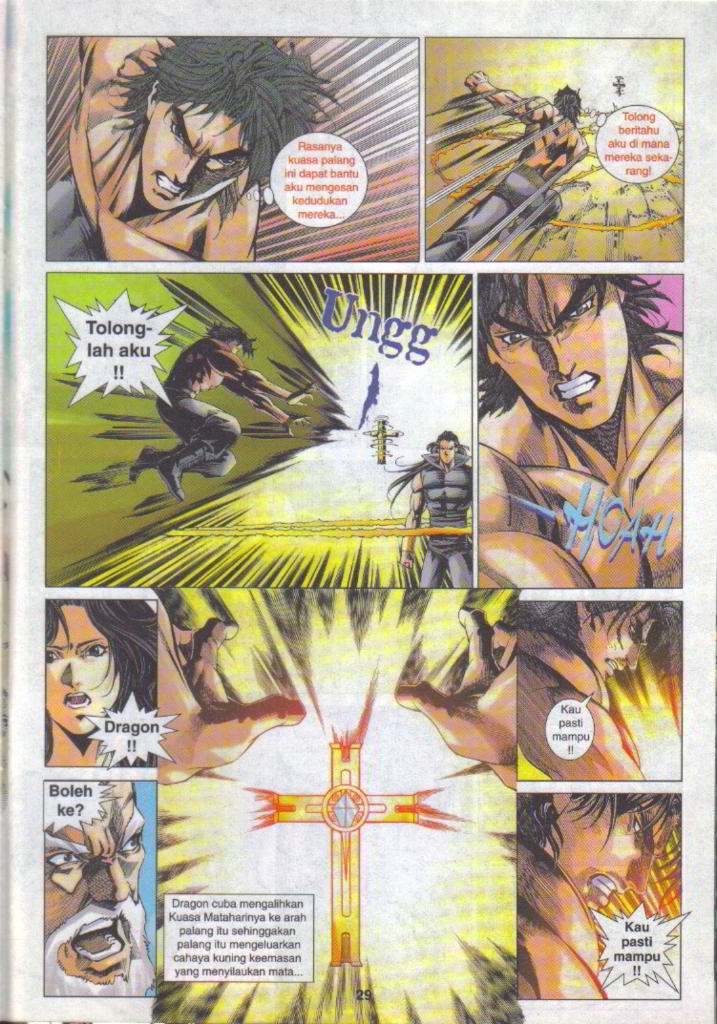 Rasanya
kuasa palang
ini dapat bantu
aku mengesan
kedudukan
mereka...
Tolong
beritahu
aku di mana
mereka seka-
rang!
Tolong-
lah aku
!!
Ungg
HOAH
Dragon
!!
Kau
pasti
mampu
!!
Boleh
ke?
Dragon cuba mengalihkan
Kuasa Mataharinya ke arah
palang itu sehinggakan
palang itu mengeluarkan
cahaya kuning keemasan
yang menyilaukan mata...
Kau
pasti
mampu
!!
29